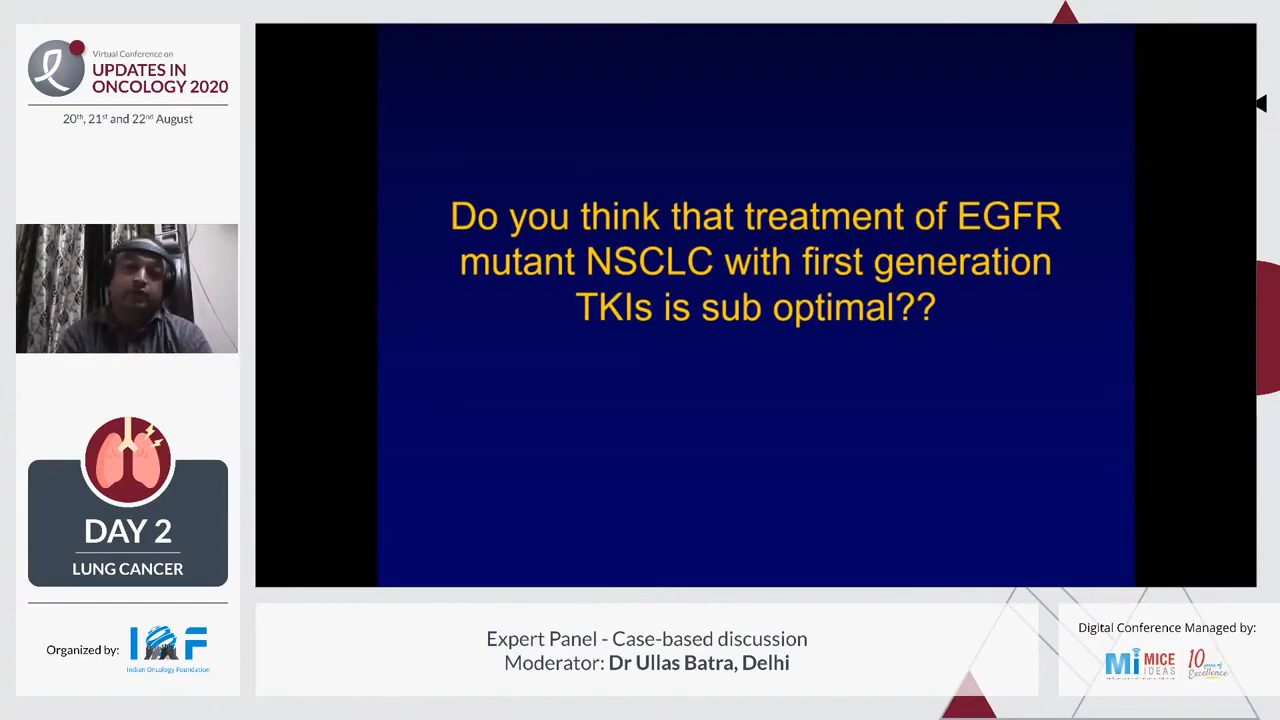 Virtual Conference on
UPDATES IN
ONCOLOGY 2020
20th, 21st and 22nd August
Do you think that treatment of EGFR
mutant NSCLC with first generation
TKIs is sub optimal??
DAY 2
LUNG CANCER
Organized by:
IOF
Indian Oncology Foundation
Expert Panel - Case-based discussion
Moderator: Dr Ullas Batra, Delhi
Digital Conference Managed by:
Mi MICE
IDEAS
10 years of
Excellence